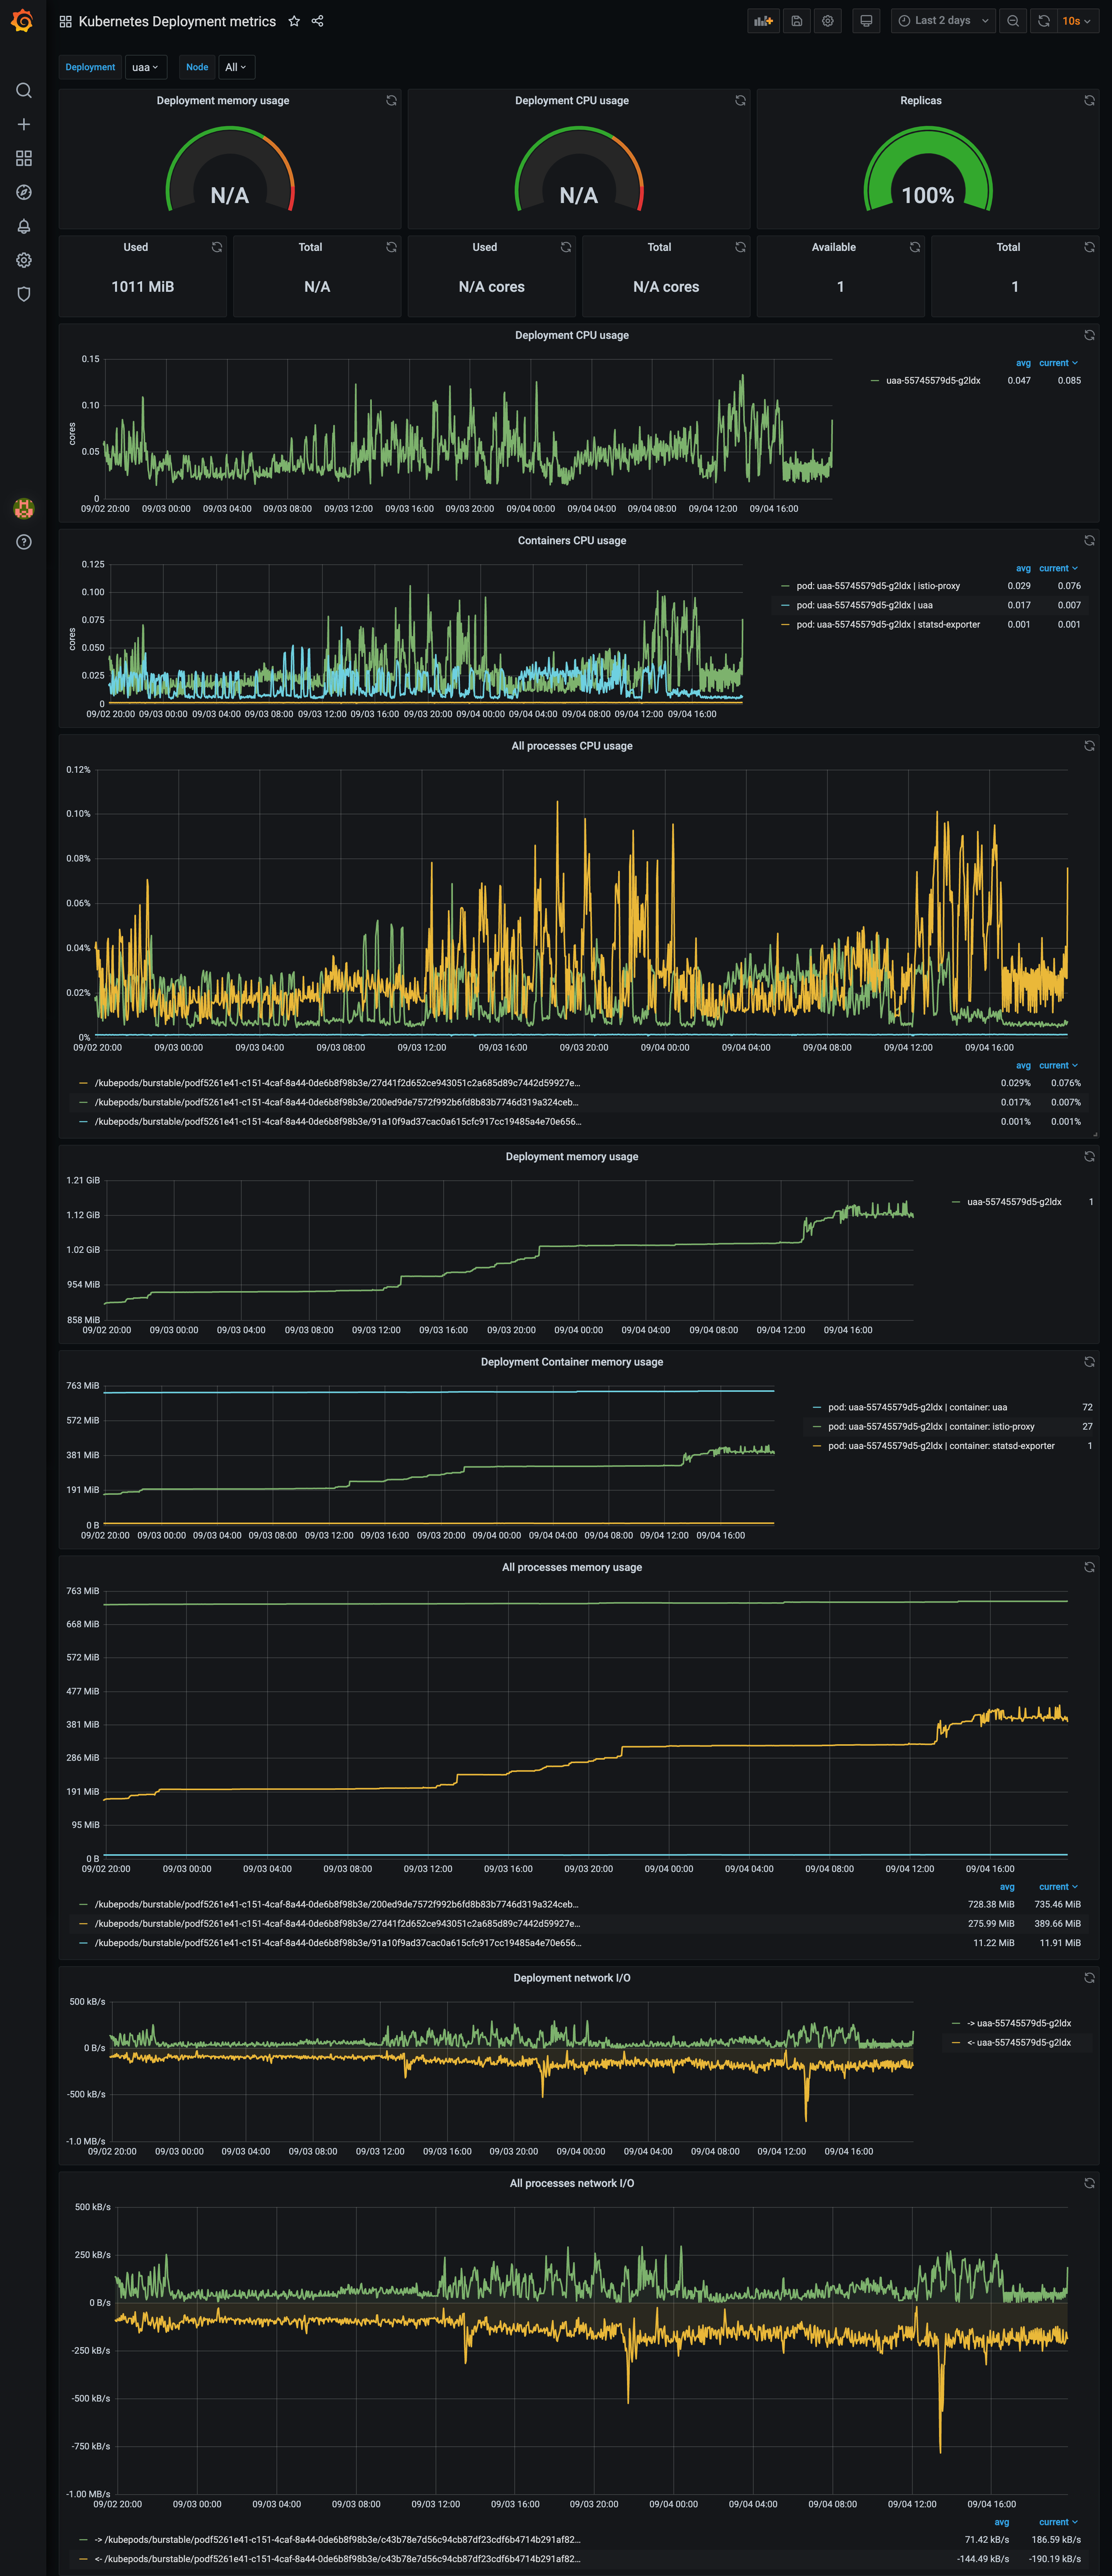 Kubernetes Deployment metrics
Last 2 days
10s
Deployment uaa Node All
Deployment memory usage
N/A
Deployment CPU usage
N/A
Replicas
100%
Used
1011 MiB
Total
N/A
Used
N/A cores
Total
N/A cores
Available
1
Total
1
Deployment CPU usage
0.15
0.10
0.05
0
cores
09/02 20:00 09/03 00:00 09/03 04:00 09/03 08:00 09/03 12:00 09/03 16:00 09/03 20:00 09/04 00:00 09/04 04:00 09/04 08:00 09/04 12:00 09/04 16:00
avg current
uaa-55745579d5-g2ldx 0.047 0.085
Containers CPU usage
0.125
0.100
0.075
0.050
0.025
0
cores
09/02 20:00 09/03 00:00 09/03 04:00 09/03 08:00 09/03 12:00 09/03 16:00 09/03 20:00 09/04 00:00 09/04 04:00 09/04 08:00 09/04 12:00 09/04 16:00
avg current
pod: uaa-55745579d5-g2ldx | istio-proxy 0.029 0.076
pod: uaa-55745579d5-g2ldx | uaa 0.017 0.007
pod: uaa-55745579d5-g2ldx | statsd-exporter 0.001 0.001
All processes CPU usage
0.12%
0.10%
0.08%
0.06%
0.04%
0.02%
0%
09/02 20:00 09/03 00:00 09/03 04:00 09/03 08:00 09/03 12:00 09/03 16:00 09/03 20:00 09/04 00:00 09/04 04:00 09/04 08:00 09/04 12:00 09/04 16:00
avg current
/kubepods/burstable/podf5261e41-c151-4caf-8a44-0de6b8f98b3e/27d41f2d652ce943051c2a685d89c7442d59927e... 0.029% 0.076%
/kubepods/burstable/podf5261e41-c151-4caf-8a44-0de6b8f98b3e/200ed9de7572f992b6fd8b83b7746d319a324ceb... 0.017% 0.007%
/kubepods/burstable/podf5261e41-c151-4caf-8a44-0de6b8f98b3e/91a10f9ad37cac0a615cfc917cc19485a4e70e656... 0.001% 0.001%
Deployment memory usage
1.21 GiB
1.12 GiB
1.02 GiB
954 MiB
858 MiB
09/02 20:00 09/03 00:00 09/03 04:00 09/03 08:00 09/03 12:00 09/03 16:00 09/03 20:00 09/04 00:00 09/04 04:00 09/04 08:00 09/04 12:00 09/04 16:00
uaa-55745579d5-g2ldx 1
Deployment Container memory usage
763 MiB
572 MiB
381 MiB
191 MiB
0 B
09/02 20:00 09/03 00:00 09/03 04:00 09/03 08:00 09/03 12:00 09/03 16:00 09/03 20:00 09/04 00:00 09/04 04:00 09/04 08:00 09/04 12:00 09/04 16:00
pod: uaa-55745579d5-g2ldx | container: uaa 72
pod: uaa-55745579d5-g2ldx | container: istio-proxy 27
pod: uaa-55745579d5-g2ldx | container: statsd-exporter 1
All processes memory usage
763 MiB
668 MiB
572 MiB
477 MiB
381 MiB
286 MiB
191 MiB
95 MiB
0 B
09/02 20:00 09/03 00:00 09/03 04:00 09/03 08:00 09/03 12:00 09/03 16:00 09/03 20:00 09/04 00:00 09/04 04:00 09/04 08:00 09/04 12:00 09/04 16:00
avg current
/kubepods/burstable/podf5261e41-c151-4caf-8a44-0de6b8f98b3e/200ed9de7572f992b6fd8b83b7746d319a324ceb... 728.38 MiB 735.46 MiB
/kubepods/burstable/podf5261e41-c151-4caf-8a44-0de6b8f98b3e/27d41f2d652ce943051c2a685d89c7442d59927e... 275.99 MiB 389.66 MiB
/kubepods/burstable/podf5261e41-c151-4caf-8a44-0de6b8f98b3e/91a10f9ad37cac0a615cfc917cc19485a4e70e656... 11.22 MiB 11.91 MiB
Deployment network I/O
500 kB/s
0 B/s
-500 kB/s
-1.0 MB/s
09/02 20:00 09/03 00:00 09/03 04:00 09/03 08:00 09/03 12:00 09/03 16:00 09/03 20:00 09/04 00:00 09/04 04:00 09/04 08:00 09/04 12:00 09/04 16:00
-> uaa-55745579d5-g2ldx
<- uaa-55745579d5-g2ldx
All processes network I/O
500 kB/s
250 kB/s
0 B/s
-250 kB/s
-500 kB/s
-750 kB/s
-1.00 MB/s
09/02 20:00 09/03 00:00 09/03 04:00 09/03 08:00 09/03 12:00 09/03 16:00 09/03 20:00 09/04 00:00 09/04 04:00 09/04 08:00 09/04 12:00 09/04 16:00
avg current
-> /kubepods/burstable/podf5261e41-c151-4caf-8a44-0de6b8f98b3e/c43b78e7d56c94cb87df23cdf6b4714b291af82... 71.42 kB/s 186.59 kB/s
<- /kubepods/burstable/podf5261e41-c151-4caf-8a44-0de6b8f98b3e/c43b78e7d56c94cb87df23cdf6b4714b291af82... -144.49 kB/s -190.19 kB/s